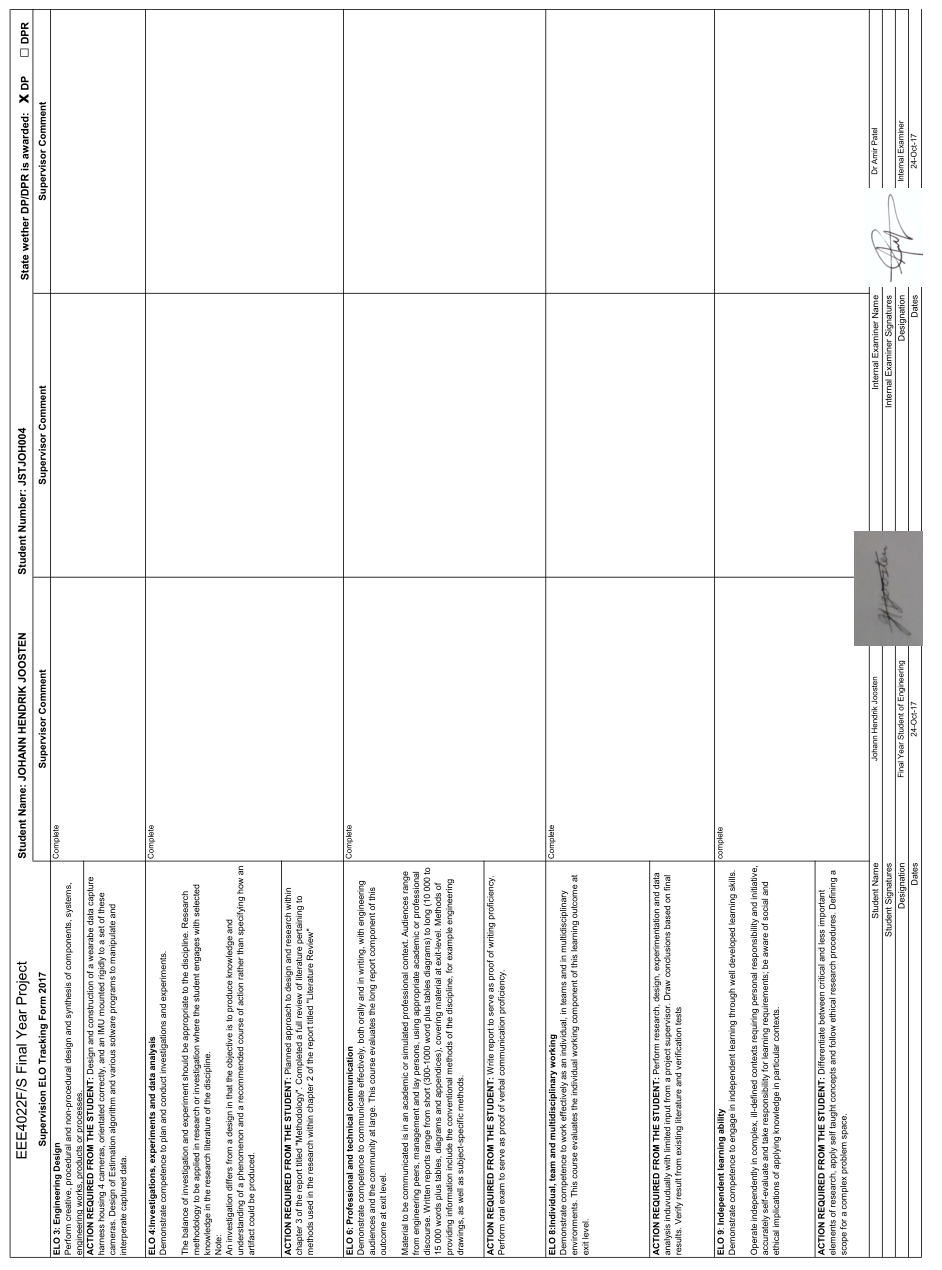 EEE4022F/S Final Year Project
Student Name: JOHANN HENDRIK JOOSTEN
Student Number: JSTJOH004
State wether DP/DPR is awarded: X DP □ DPR
Supervision ELO Tracking Form 2017
Supervisor Comment
Supervisor Comment
Supervisor Comment
ELO 3: Engineering Design
Perform creative, procedural and non-procedural design and synthesis of components, systems,
engineering works, products or processes.
Complete
ACTION REQUIRED FROM THE STUDENT: Design and construction of a wearabe data capture
harness housing 4 cameras, orientated correctly, and an IMU mounted rigidly to a set of these
cameras. Design of Estimation algorithm and various sofware programs to manipulate and
interperate captured data.
ELO 4:Investigations, experiments and data analysis
Demonstrate competence to plan and conduct investigations and experiments.
Complete
The balance of investigation and experiment should be appropriate to the discipline. Research
methodology to be applied in research or investigation where the student engages with selected
knowledge in the research literature of the discipline.
Note:
An investigation differs from a design in that the objective is to produce knowledge and
understanding of a phenomenon and a recommended course of action rather than specifying how an
artifact could be produced.
ACTION REQUIRED FROM THE STUDENT: Planned approach to design and research within
chapter 3 of the report titled "Methodology". Completed a full review of literature pertaining to
methods used in the research within chapter 2 of the report titled "Literature Review"
ELO 6: Professional and technical communication
Demonstrate competence to communicate effectively, both orally and in writing, with engineering
audiences and the community at large. This course evaluates the long report component of this
outcome at exit level.
Complete
Material to be communicated is in an academic or simulated professional context. Audiences range
from engineering peers, management and lay persons, using appropriate academic or professional
discourse. Written reports range from short (300-1000 word plus tables diagrams) to long (10 000 to
15 000 words plus tables, diagrams and appendices), covering material at exit-level. Methods of
providing information include the conventional methods of the discipline, for example engineering
drawings, as well as subject-specific methods.
ACTION REQUIRED FROM THE STUDENT: Write report to serve as proof of writing proficiency.
Perform oral exam to serve as proof of verbal communication proficiency.
ELO 8:Individual, team and multidisciplinary working
Demonstrate competence to work effectively as an individual, in teams and in multidisciplinary
environments. This course evaluates the individual working component of this learning outcome at
exit level.
Complete
ACTION REQUIRED FROM THE STUDENT: Perform research, design, experimentation and data
analysis induvudually with limited input from a project supervisor. Draw conclusions based on final
results. Verify result from existing literature and verification tests
ELO 9: Independent learning ability
Demonstrate competence to engage in independent learning through well developed learning skills.
complete
Operate independently in complex, ill-defined contexts requiring personal responsibility and initiative,
accurately self-evaluate and take responsibility for learning requirements; be aware of social and
ethical implications of applying knowledge in particular contexts.
ACTION REQUIRED FROM THE STUDENT: Differentiate between critical and less important
elements of research, apply self taught concepts and follow ethical research procedures. Defining a
scope for a complex problem space.
Student Name Johann Hendrik Joosten
Student Signatures JJoosten
Designation Final Year Student of Engineering
Dates 24-Oct-17
Internal Examiner Name Dr Amir Patel
Internal Examiner Signatures
Designation Internal Examiner
Dates 24-Oct-17